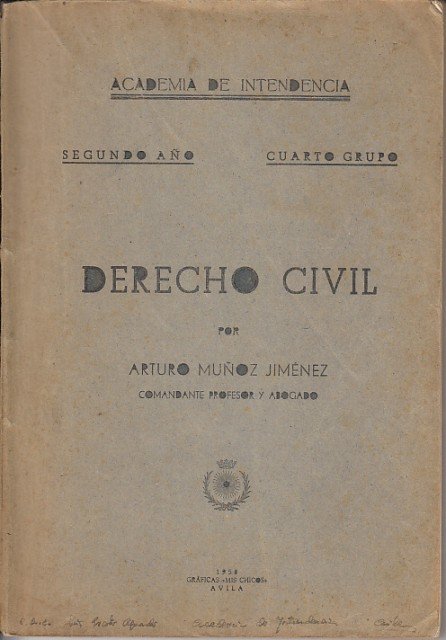 ACADEMIA DE INTENDENCIA
SEGUNDO AÑO CUARTO GRUPO
DERECHO CIVIL
POR
ARTURO MUÑOZ JIMÉNEZ
COMANDANTE PROFESOR Y ABOGADO
1950
GRÁFICAS «MIS CHICOS»
AVILA